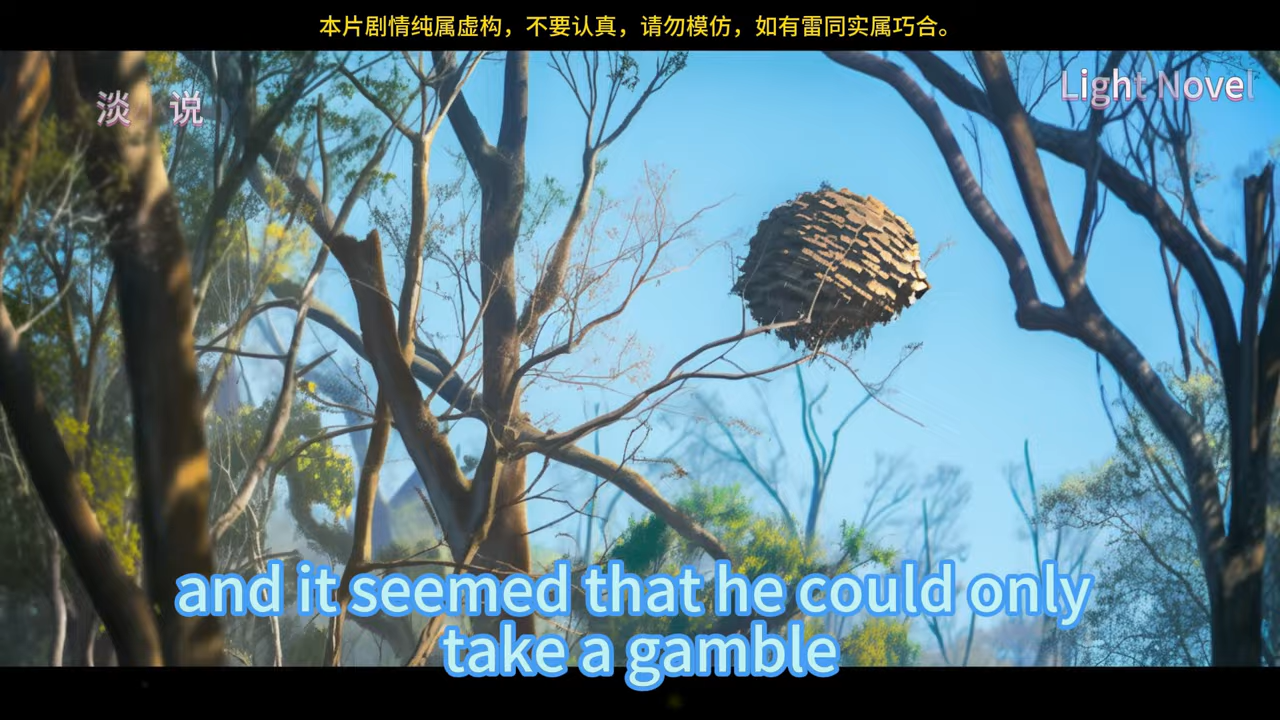 本片剧情纯属虚构，不要认真，请勿模仿，如有雷同实属巧合。
淡 说
Light Novel
and it seemed that he could only
take a gamble